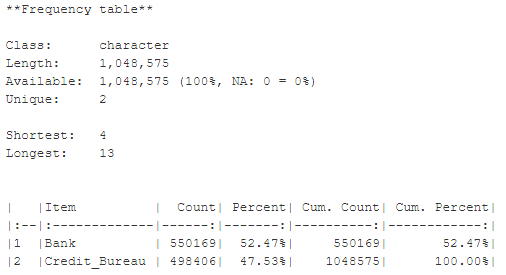 **Frequency table**
Class: character
Length: 1,048,575
Available: 1,048,575 (100%, NA: 0 = 0%)
Unique: 2
Shortest: 4
Longest: 13
|   |Item          |  Count| Percent| Cum. Count| Cum. Percent|
|:--|:-------------|------:|-------:|----------:|------------:|
|1  |Bank          | 550169|  52.47%|     550169|       52.47%|
|2  |Credit_Bureau | 498406|  47.53%|    1048575|      100.00%|